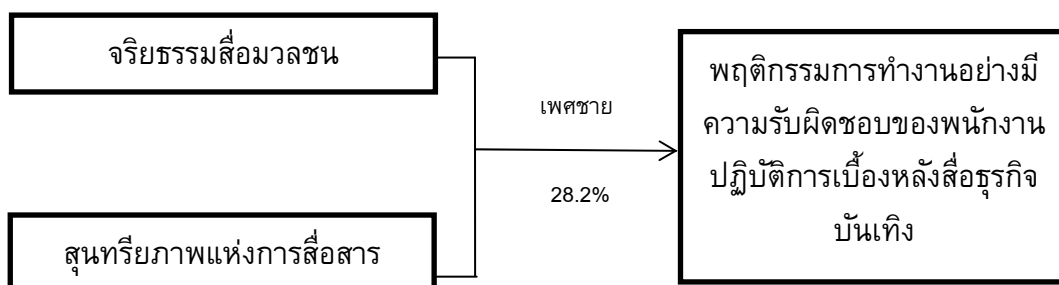 จริยธรรมสื่อมวลชน
สุนทรียภาพแห่งการสื่อสาร
เพศชาย
28.2%
พฤติกรรมการทำงานอย่างมี
ความรับผิดชอบของพนักงาน
ปฏิบัติการเบื้องหลังสื่อธุรกิจ
บันเทิง